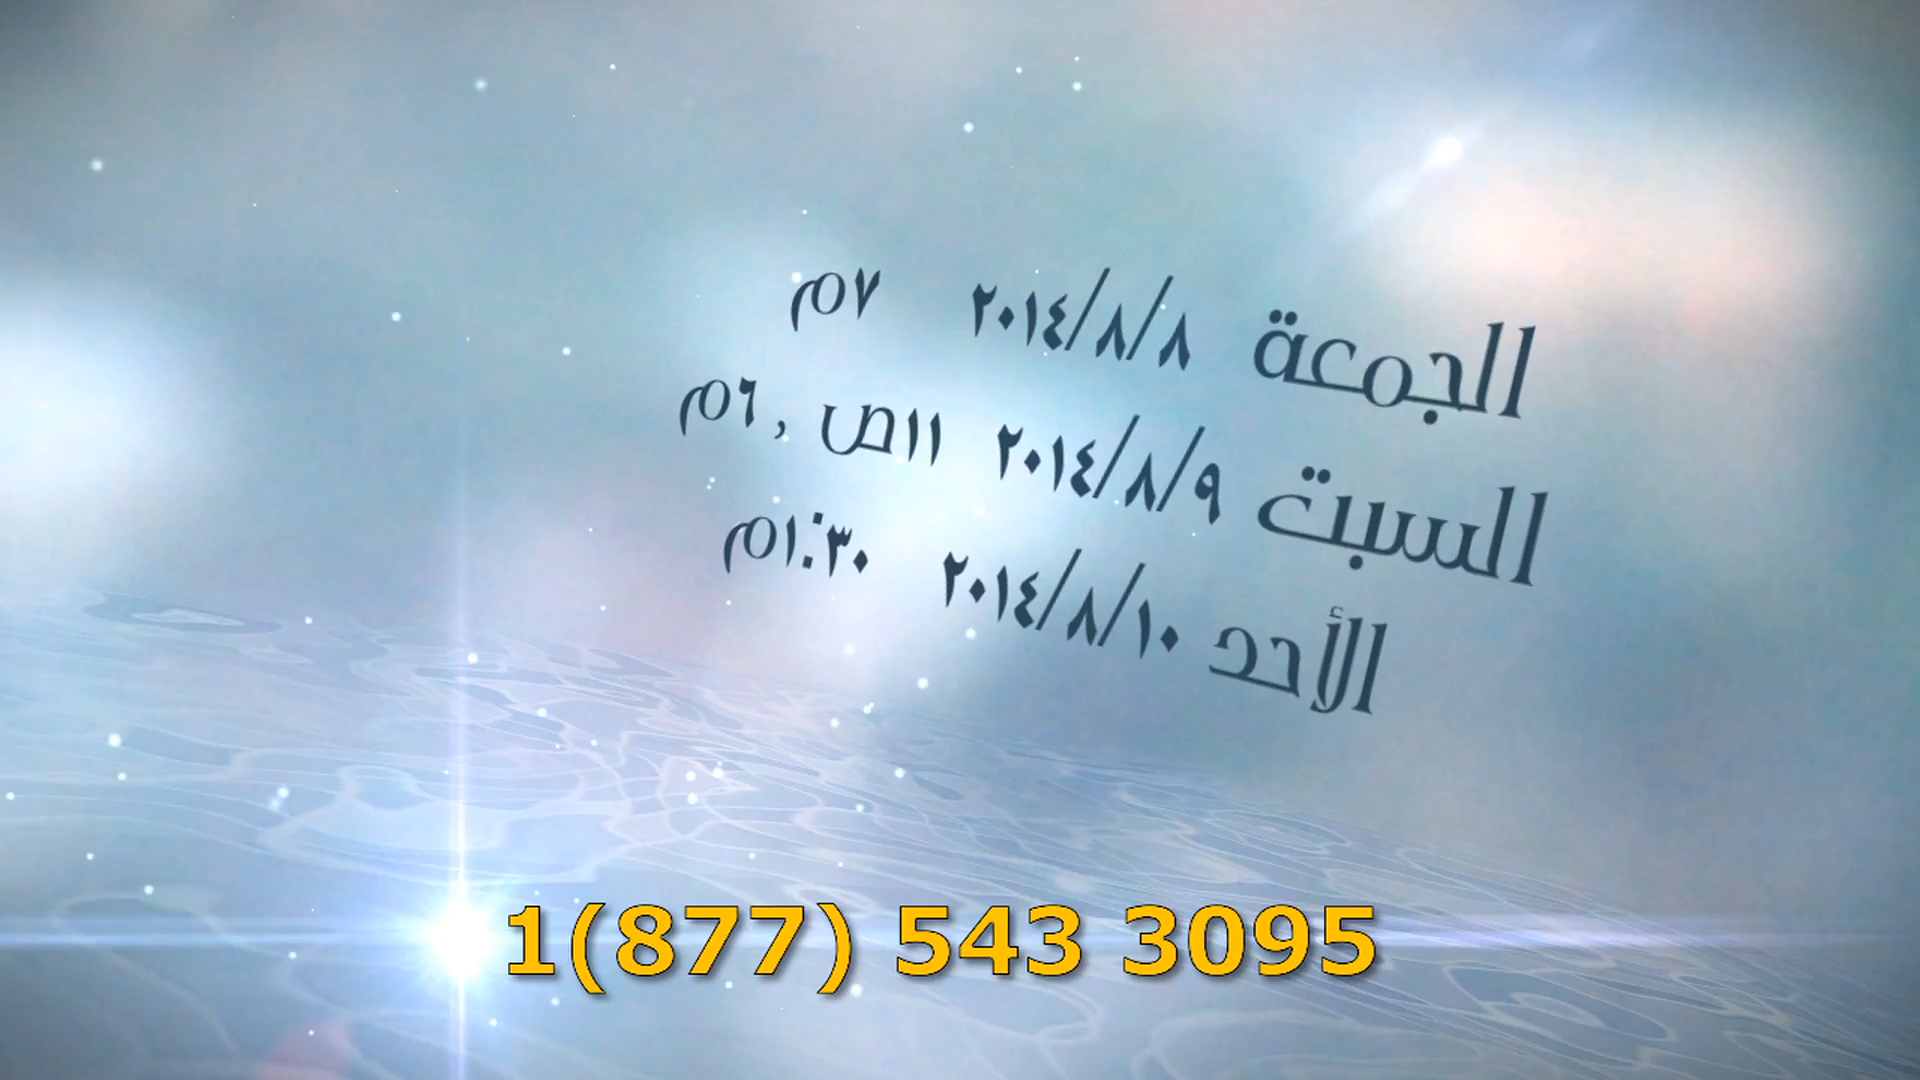 الجمعة ٢٠١٤/٨/٨ ٧م
السبت ٢٠١٤/٨/٩ ١١ص , ٦م
الأحد ٢٠١٤/٨/١٠ ١:٣٠م
1(877) 543 3095